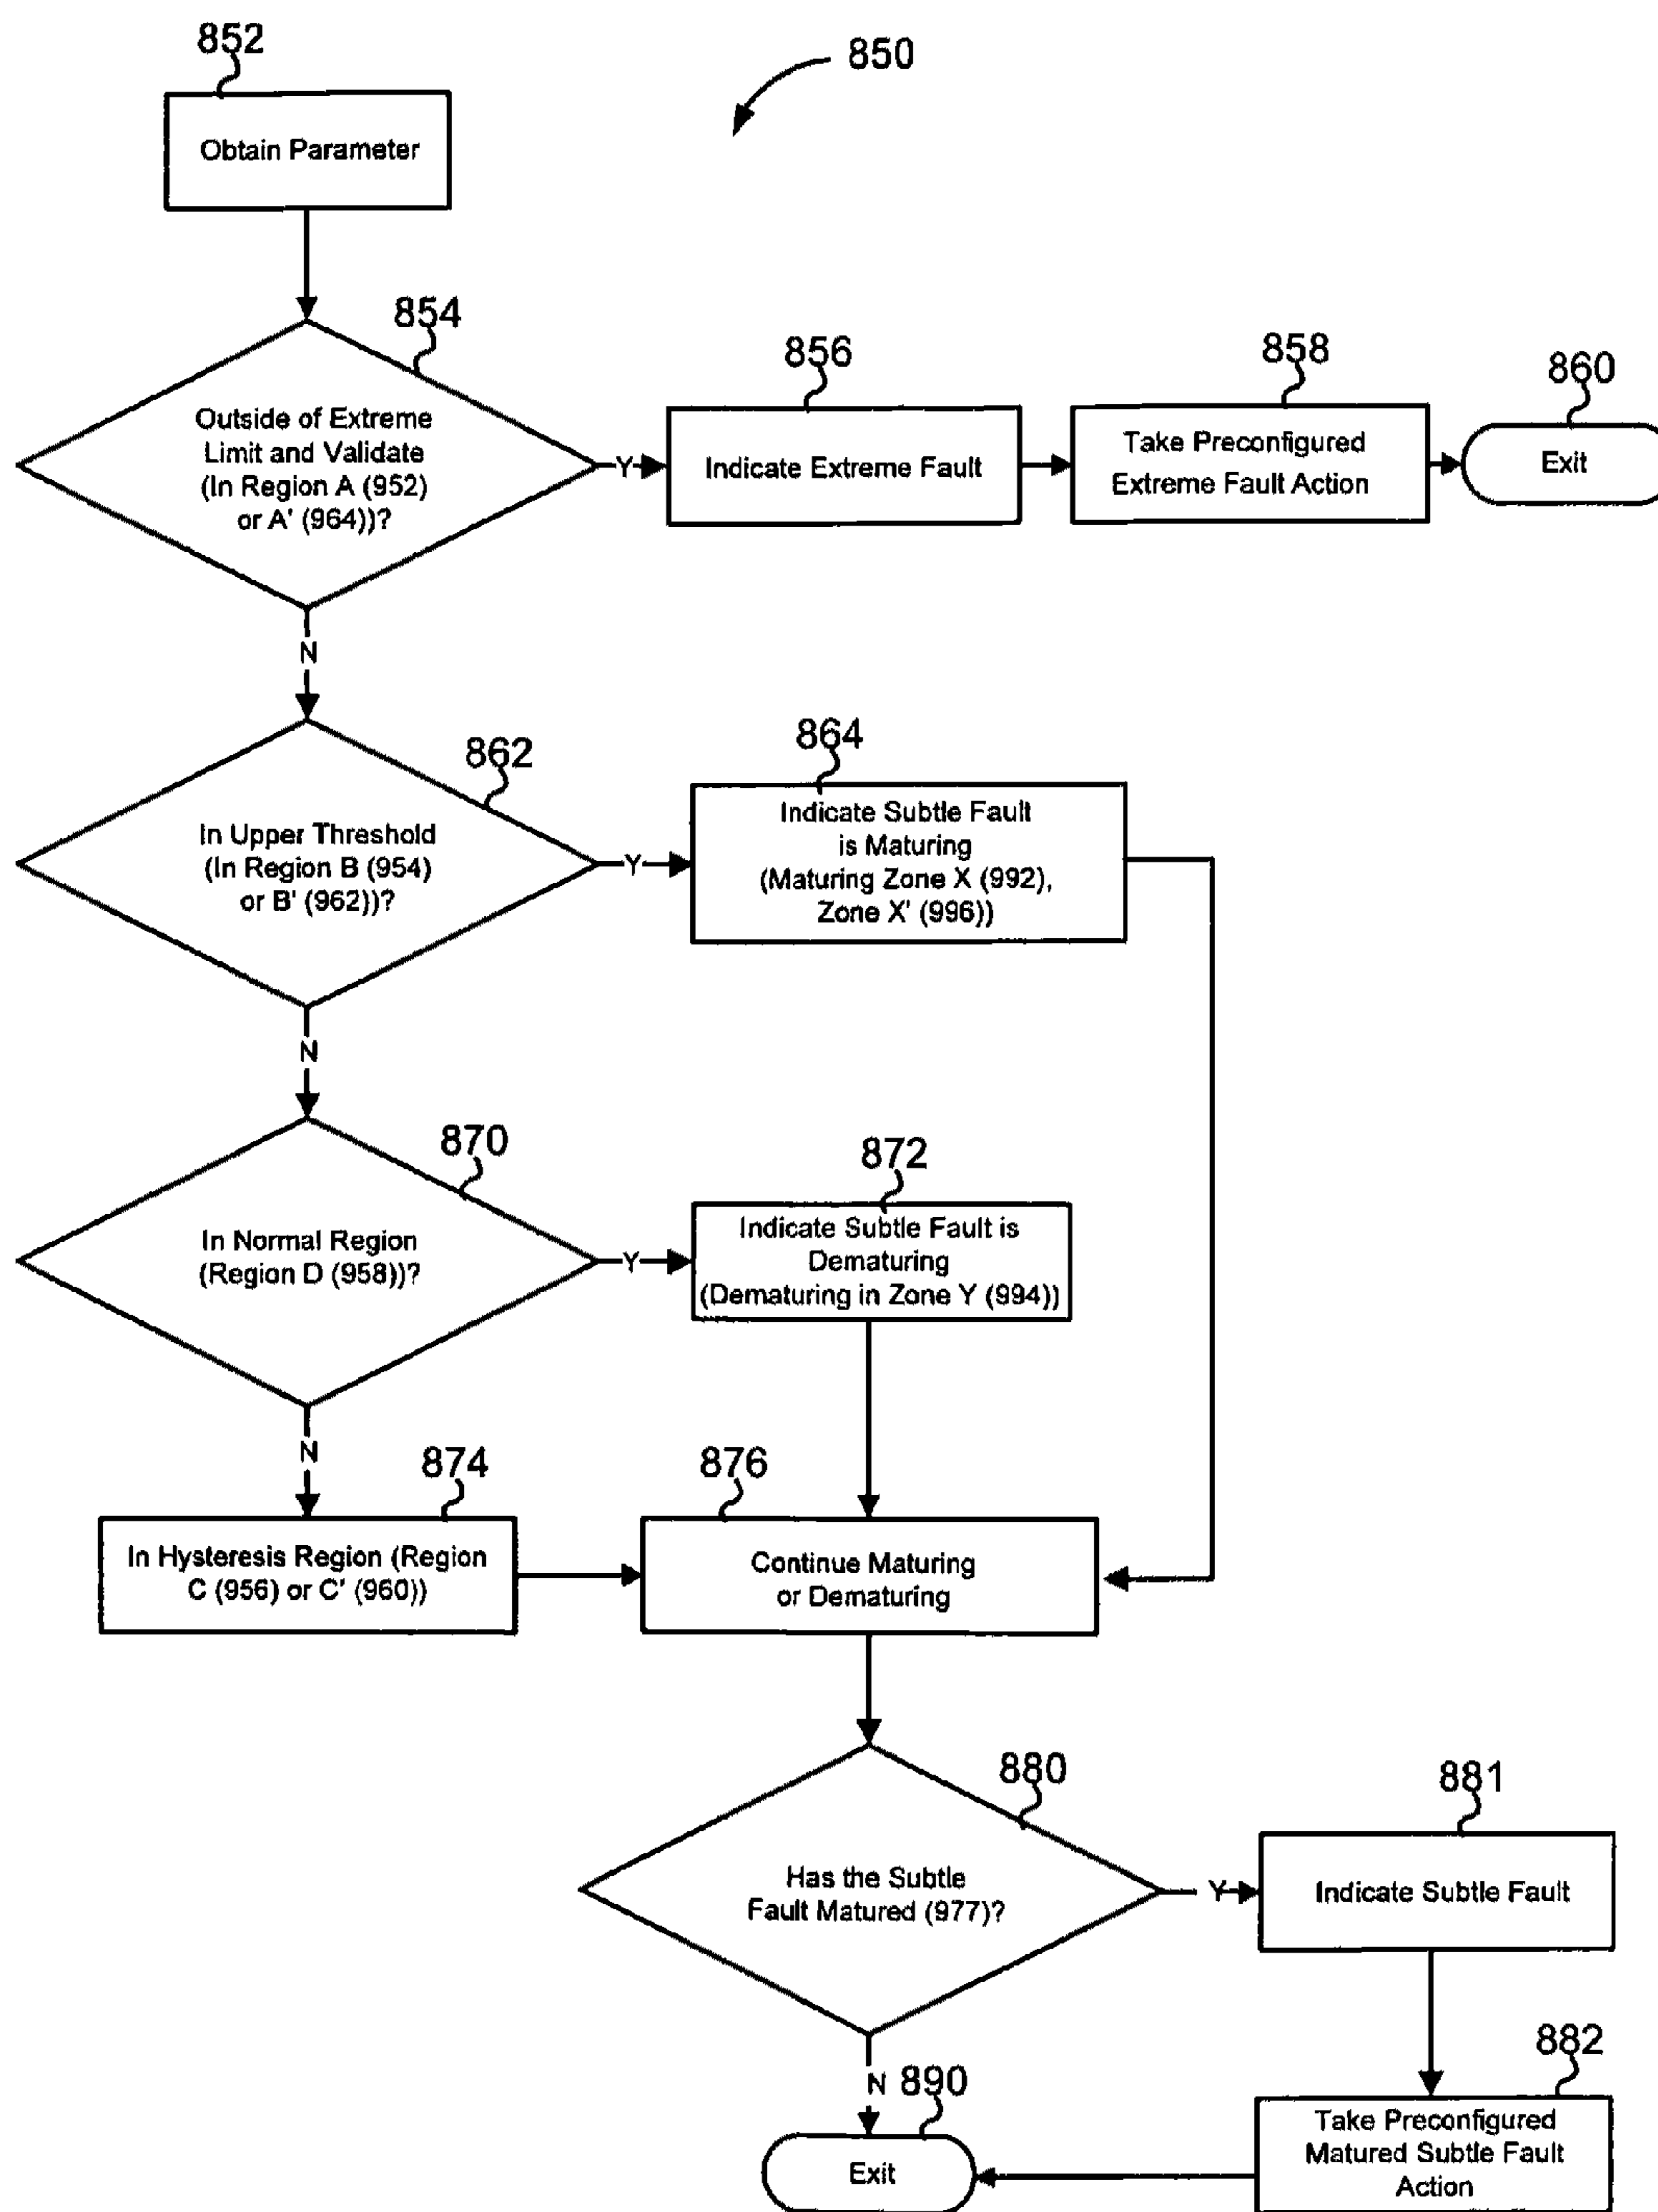 852
850
Obtain Parameter
854
Outside of Extreme
Limit and Validate
(In Region A (952)
or A' (964))?
Y
856
Indicate Extreme Fault
858
Take Preconfigured
Extreme Fault Action
860
Exit
N
862
In Upper Threshold
(In Region B (954)
or B' (962))?
Y
864
Indicate Subtle Fault
is Maturing
(Maturing Zone X (992),
Zone X' (996))
N
870
In Normal Region
(Region D (958))?
Y
872
Indicate Subtle Fault is
Dematuring
(Dematuring in Zone Y (994))
N
874
In Hysteresis Region (Region
C (956) or C' (960))
876
Continue Maturing
or Dematuring
880
Has the Subtle
Fault Matured (977)?
Y
881
Indicate Subtle Fault
882
Take Preconfigured
Matured Subtle Fault
Action
N
890
Exit